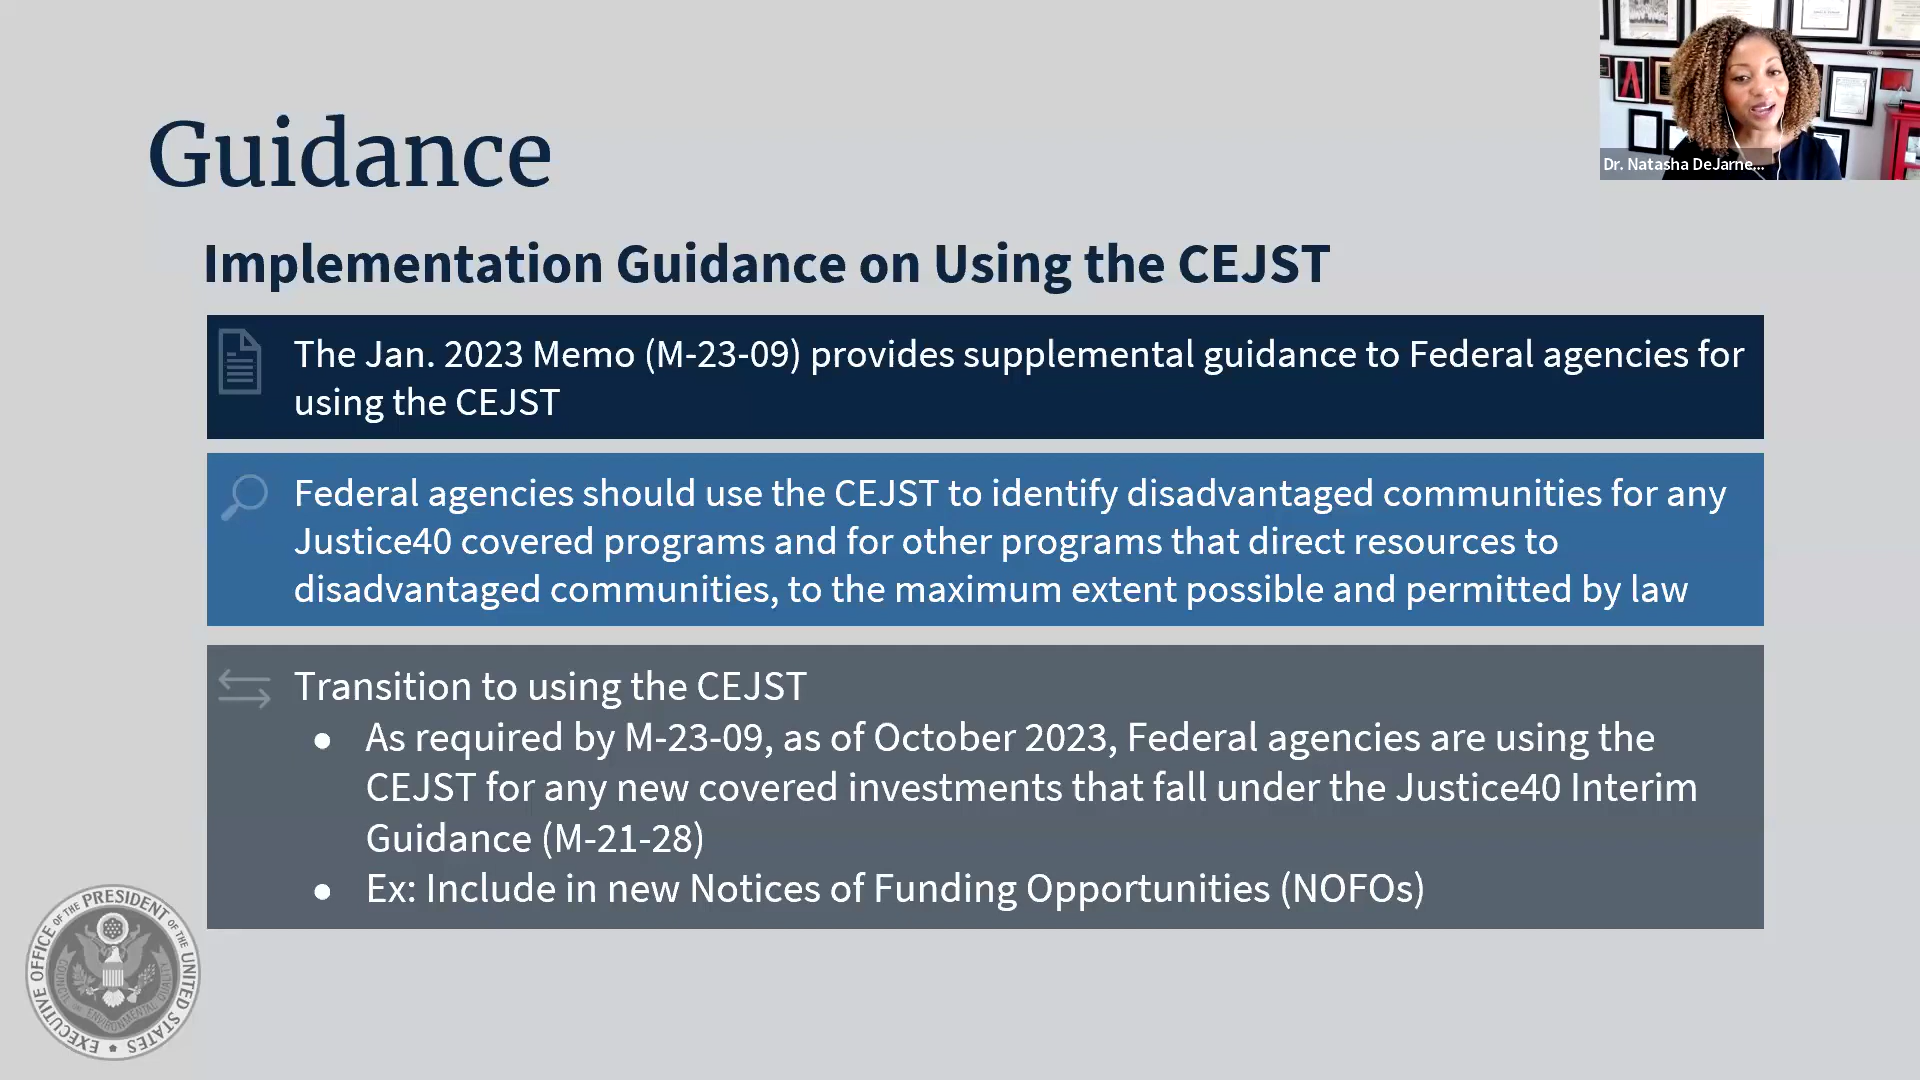 Guidance
Dr. Natasha DeJarne...
Implementation Guidance on Using the CEJST
The Jan. 2023 Memo (M-23-09) provides supplemental guidance to Federal agencies for
using the CEJST
Federal agencies should use the CEJST to identify disadvantaged communities for any
Justice40 covered programs and for other programs that direct resources to
disadvantaged communities, to the maximum extent possible and permitted by law
Transition to using the CEJST
● As required by M-23-09, as of October 2023, Federal agencies are using the
CEJST for any new covered investments that fall under the Justice40 Interim
Guidance (M-21-28)
● Ex: Include in new Notices of Funding Opportunities (NOFOs)
EXECUTIVE OFFICE OF THE PRESIDENT OF THE UNITED STATES
COUNCIL ON ENVIRONMENTAL QUALITY